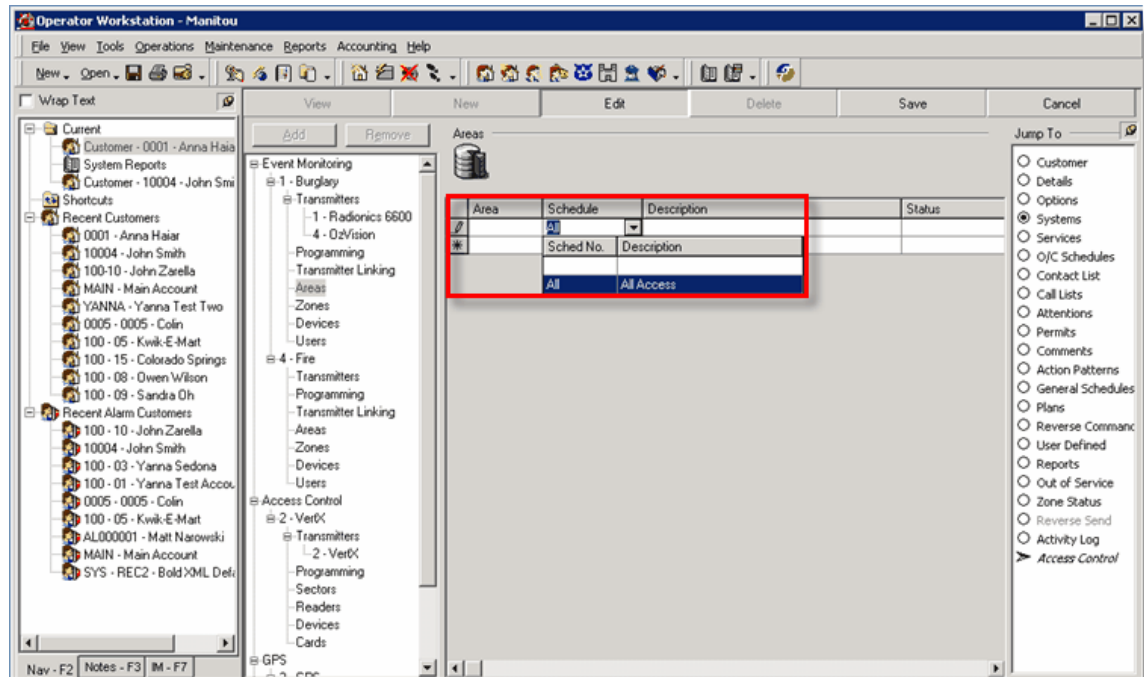 Operator Workstation - Manitou
File View Tools Operations Maintenance Reports Accounting Help
New Open
Wrap Text
Current
Customer - 0001 - Anna Haia
System Reports
Customer - 10004 - John Smi
Shortcuts
Recent Customers
0001 - Anna Haiar
10004 - John Smith
100-10 - John Zarella
MAIN - Main Account
YANNA - Yanna Test Two
0005 - 0005 - Colin
100 - 05 - Kwik-E-Mart
100 - 15 - Colorado Springs
100 - 08 - Owen Wilson
100 - 09 - Sandra Oh
Recent Alarm Customers
100 - 10 - John Zarella
10004 - John Smith
100 - 03 - Yanna Sedona
100 - 01 - Yanna Test Accou
0005 - 0005 - Colin
100 - 05 - Kwik-E-Mart
AL000001 - Matt Narowski
MAIN - Main Account
SYS - REC2 - Bold XML Defa
Nav - F2 Notes - F3 IM - F7
View New Edit Delete Save Cancel
Add Remove
Event Monitoring
1 - Burglary
Transmitters
1 - Radionics 6600
4 - OzVision
Programming
Transmitter Linking
Areas
Zones
Devices
Users
4 - Fire
Transmitters
Programming
Transmitter Linking
Areas
Zones
Devices
Users
Access Control
2 - VertX
Transmitters
2 - VertX
Programming
Sectors
Readers
Devices
Cards
GPS
3 - GPS
Areas
Area Schedule Description Status
All
Sched No. Description
All All Access
Jump To
Customer
Details
Options
Systems
Services
O/C Schedules
Contact List
Call Lists
Attentions
Permits
Comments
Action Patterns
General Schedules
Plans
Reverse Commanc
User Defined
Reports
Out of Service
Zone Status
Reverse Send
Activity Log
Access Control